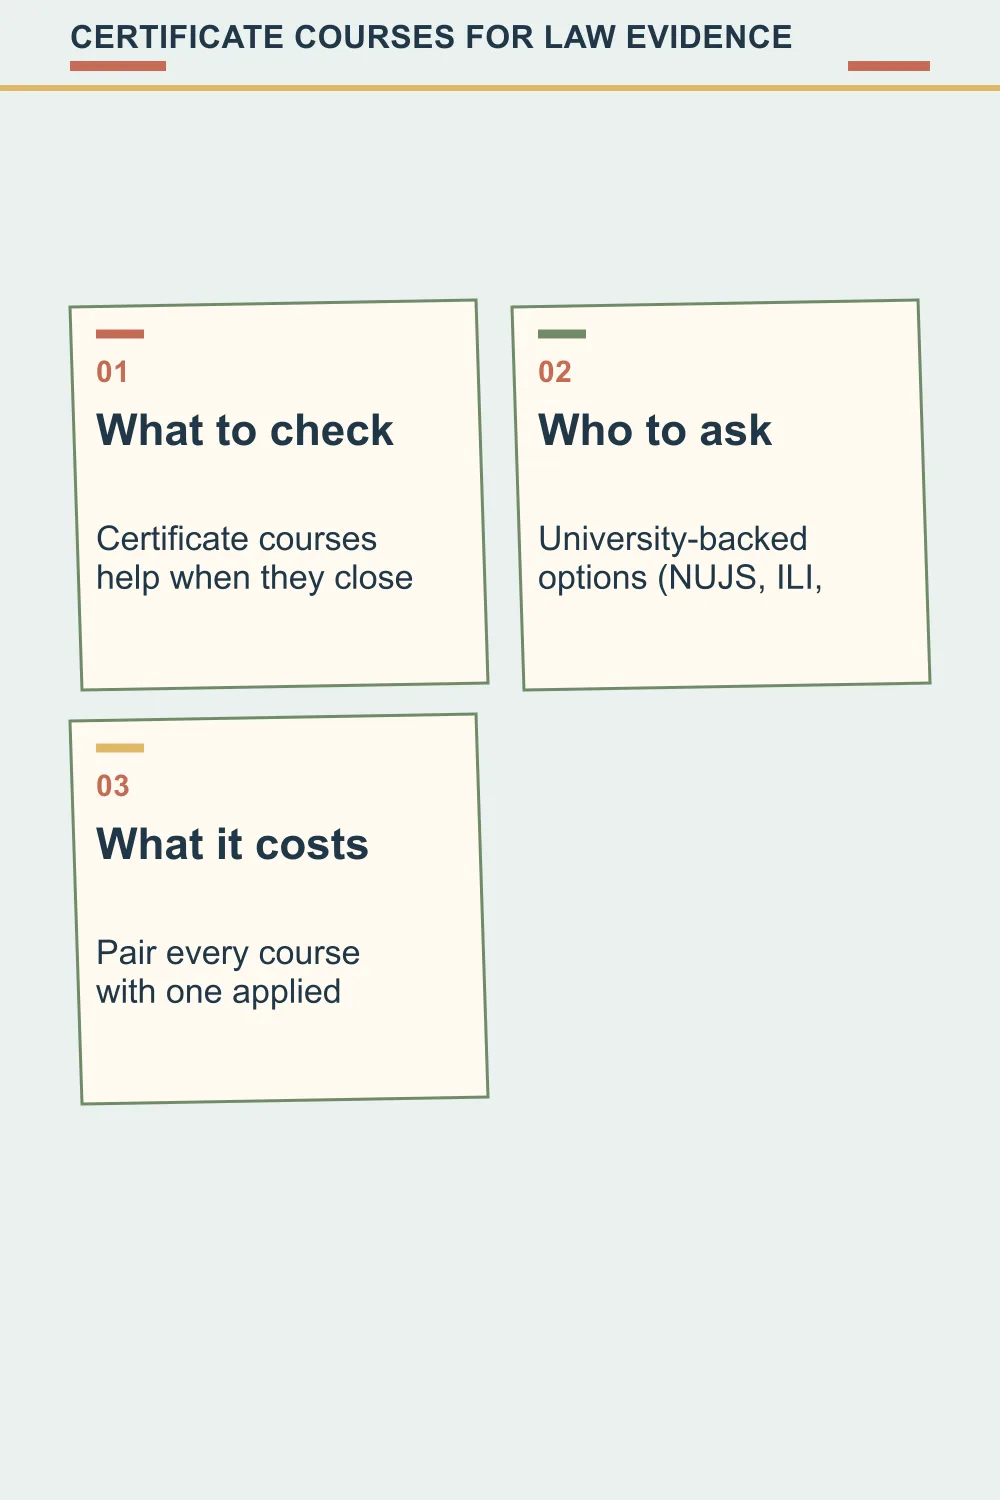 CERTIFICATE COURSES FOR LAW EVIDENCE
01
What to check
Certificate courses
help when they close
02
Who to ask
University-backed
options (NUJS, ILI,
03
What it costs
Pair every course
with one applied